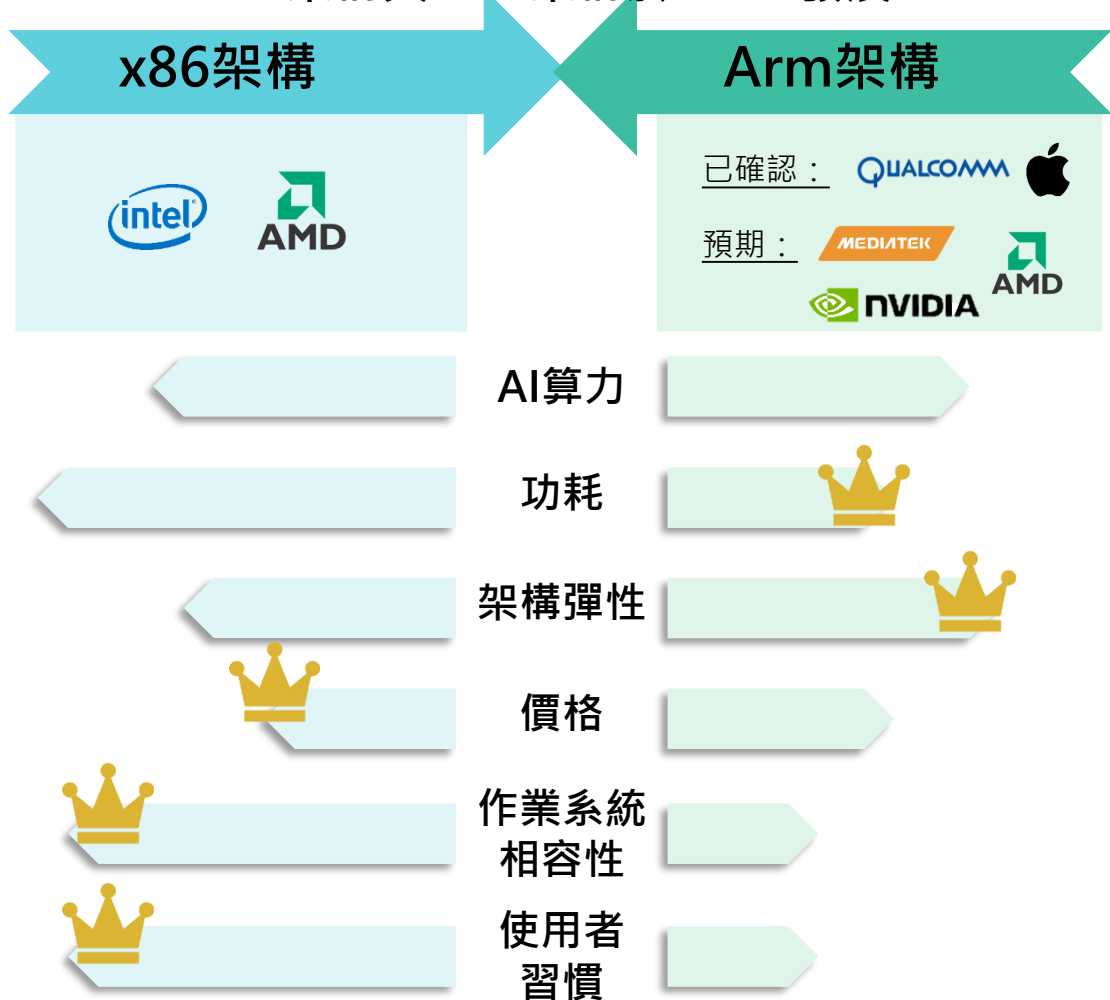 x86架構
Arm架構
intel
AMD
已確認：
QUALCOMM
預期：
MEDIATEK
AMD
NVIDIA
AI算力
功耗
架構彈性
價格
作業系統
相容性
使用者
習慣